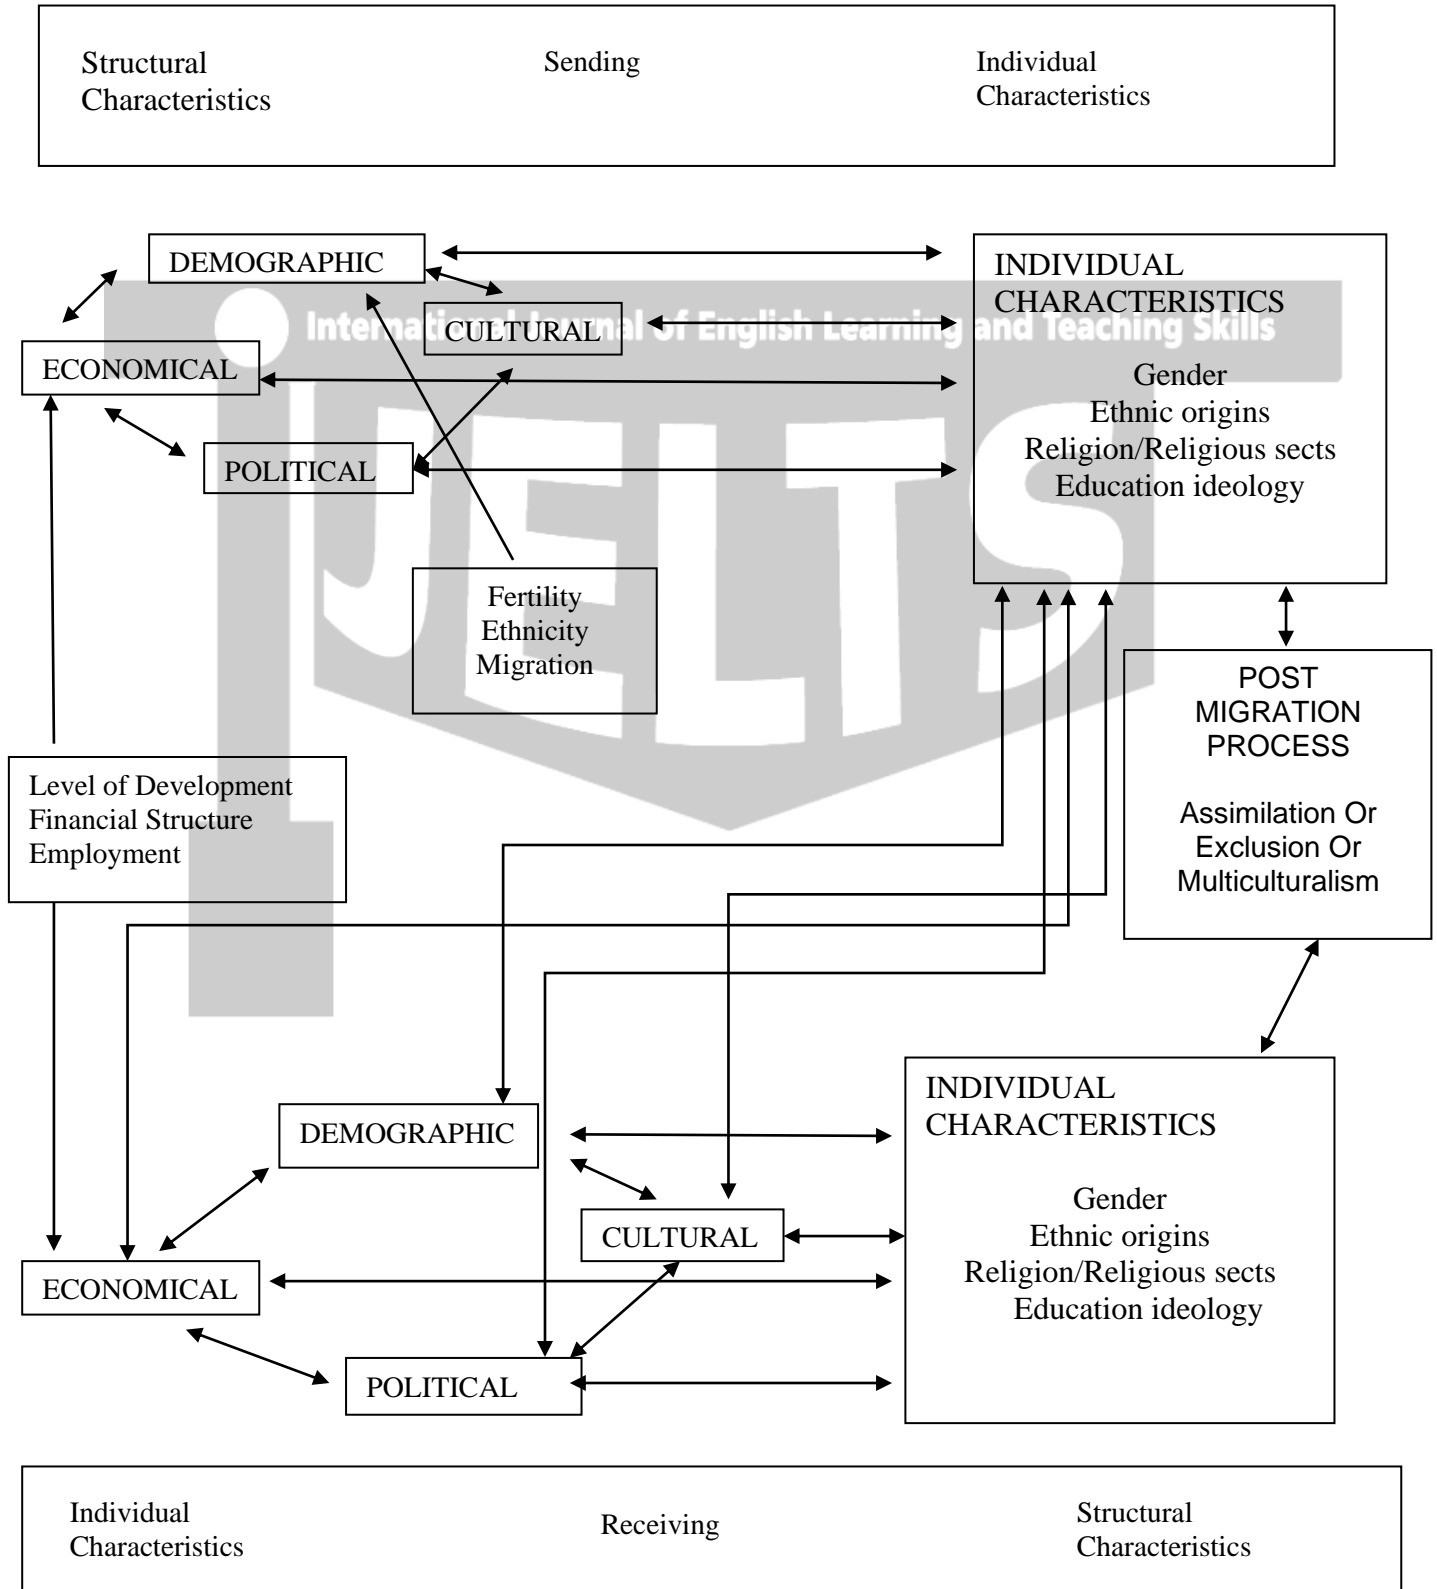 Structural
Characteristics
Sending
Individual
Characteristics
DEMOGRAPHIC
International Journal of English Learning and Teaching Skills
CULTURAL
ECONOMICAL
POLITICAL
INDIVIDUAL
CHARACTERISTICS
Gender
Ethnic origins
Religion/Religious sects
Education ideology
Fertility
Ethnicity
Migration
IJELTS
POST
MIGRATION
PROCESS
Assimilation Or
Exclusion Or
Multiculturalism
Level of Development
Financial Structure
Employment
DEMOGRAPHIC
CULTURAL
ECONOMICAL
POLITICAL
INDIVIDUAL
CHARACTERISTICS
Gender
Ethnic origins
Religion/Religious sects
Education ideology
Individual
Characteristics
Receiving
Structural
Characteristics